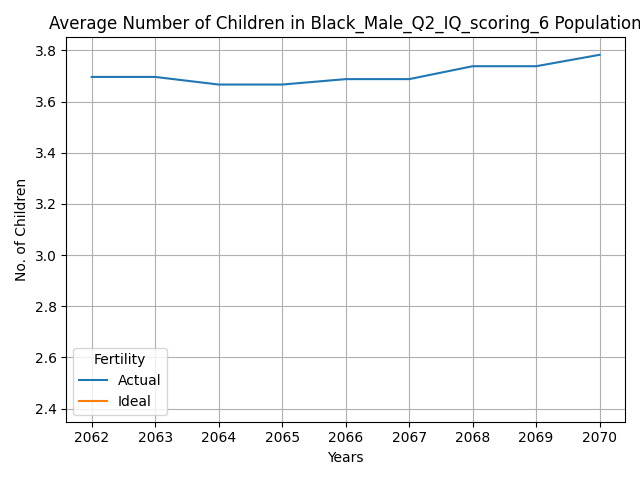 Average Number of Children in Black_Male_Q2_IQ_scoring_6 Population
3.8
3.6
3.4
3.2
3.0
2.8
2.6
2.4
No. of Children
Fertility
Actual
Ideal
2062 2063 2064 2065 2066 2067 2068 2069 2070
Years